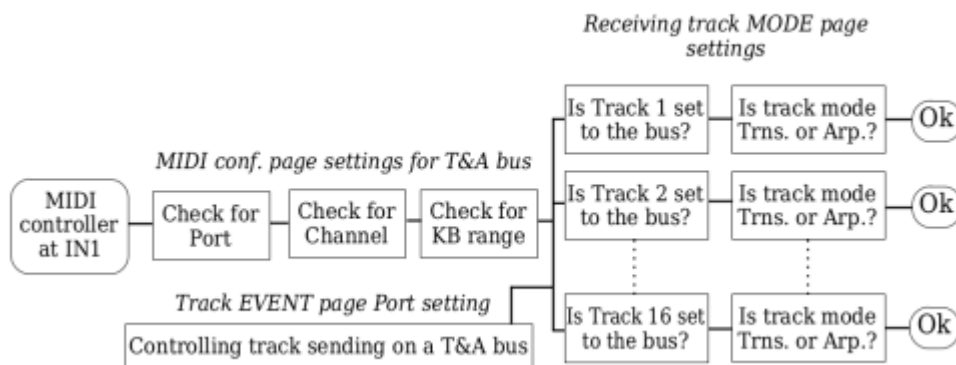 Receiving track MODE page
settings
MIDI conf. page settings for T&A bus
MIDI
controller
at IN1
Check for
Port
Check for
Channel
Check for
KB range
Is Track 1 set
to the bus?
Is track mode
Trns. or Arp.?
Ok
Is Track 2 set
to the bus?
Is track mode
Trns. or Arp.?
Ok
Track EVENT page Port setting
Controlling track sending on a T&A bus
Is Track 16 set
to the bus?
Is track mode
Trns. or Arp.?
Ok